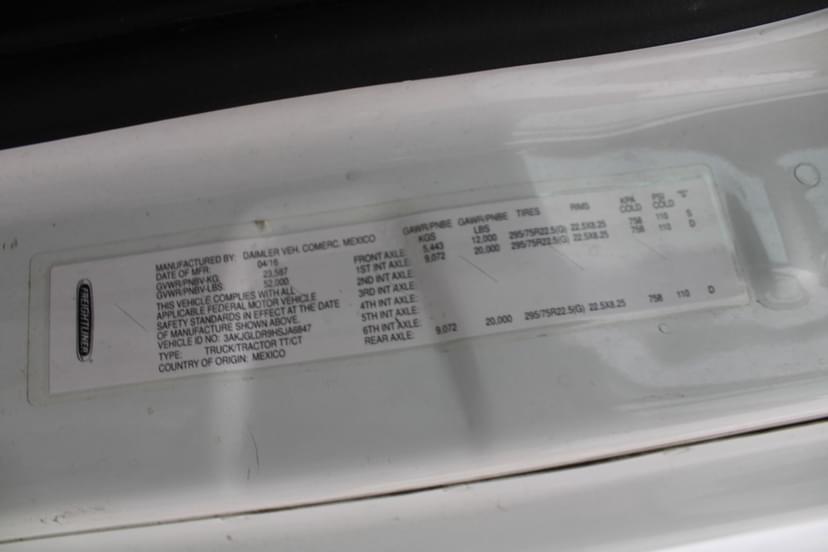 FREIGHTLINER
MANUFACTURED BY: DAIMLER VEH. COMERC. MEXICO
DATE OF MFR: 04/16
GVWR/PNBV-KG: 23,587
GVWR/PNBV-LBS: 52,000
THIS VEHICLE COMPLIES WITH ALL
APPLICABLE FEDERAL MOTOR VEHICLE
SAFETY STANDARDS IN EFFECT AT THE DATE
OF MANUFACTURE SHOWN ABOVE.
VEHICLE ID NO: 3AKJGLDR9HSJA6847
TYPE: TRUCK/TRACTOR TT/CT
COUNTRY OF ORIGIN: MEXICO
GAWR/PNBE GAWR/PNBE TIRES RIMS KPA PSI
KGS LBS COLD COLD
FRONT AXLE: 5,443 12,000 295/75R22.5(G) 22.5X8.25 758 110 S
1ST INT AXLE: 9,072 20,000 295/75R22.5(G) 22.5X8.25 758 110 D
2ND INT AXLE:
3RD INT AXLE:
4TH INT AXLE:
5TH INT AXLE:
6TH INT AXLE:
REAR AXLE: 9,072 20,000 295/75R22.5(G) 22.5X8.25 758 110 D